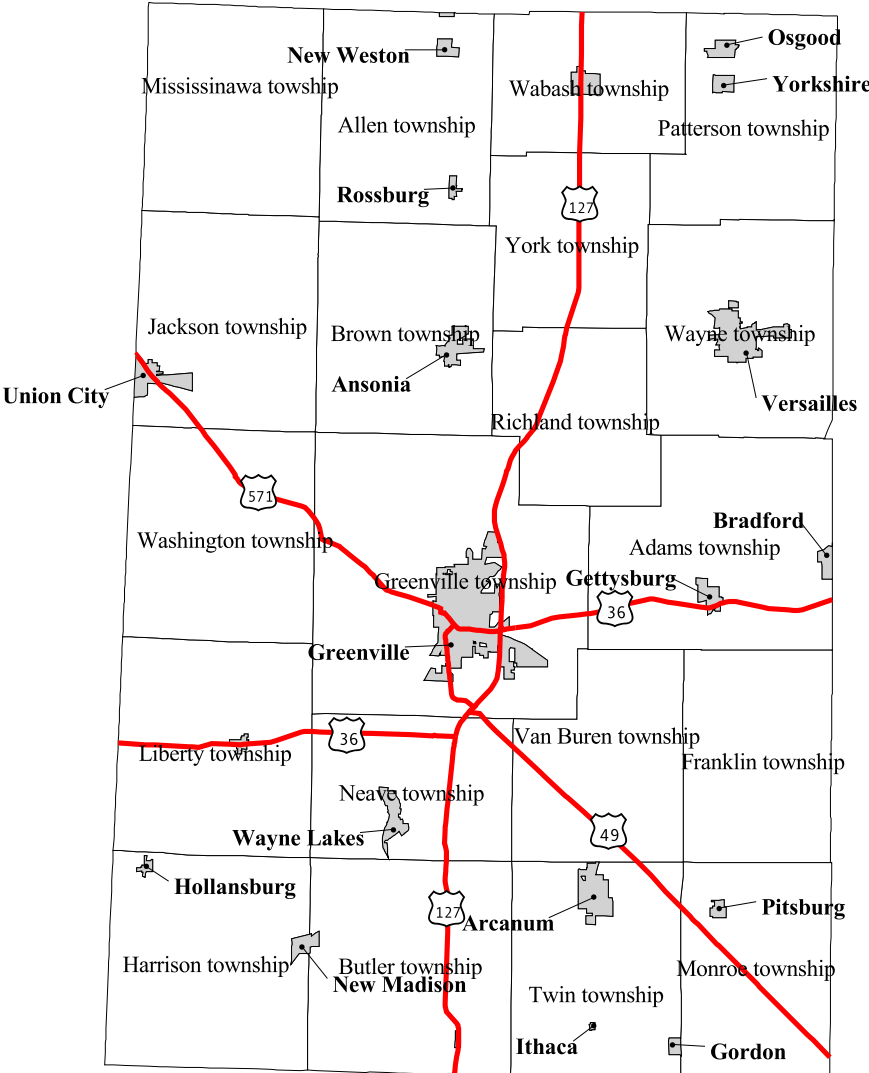 Osgood
New Weston
Yorkshire
Mississinawa towship
Wabash township
Allen township
Patterson township
Rossburg
127
York township
Jackson township
Brown township
Wayne township
Ansonia
Union City
Versailles
Richland township
571
Bradford
Washington township
Adams township
Greenville township
Gettysburg
36
Greenville
36
Van Buren township
Liberty township
Franklin township
Neave township
49
Wayne Lakes
Hollansburg
127
Arcanum
Pitsburg
Harrison township
Butler township
Monroe township
New Madison
Twin township
Ithaca
Gordon